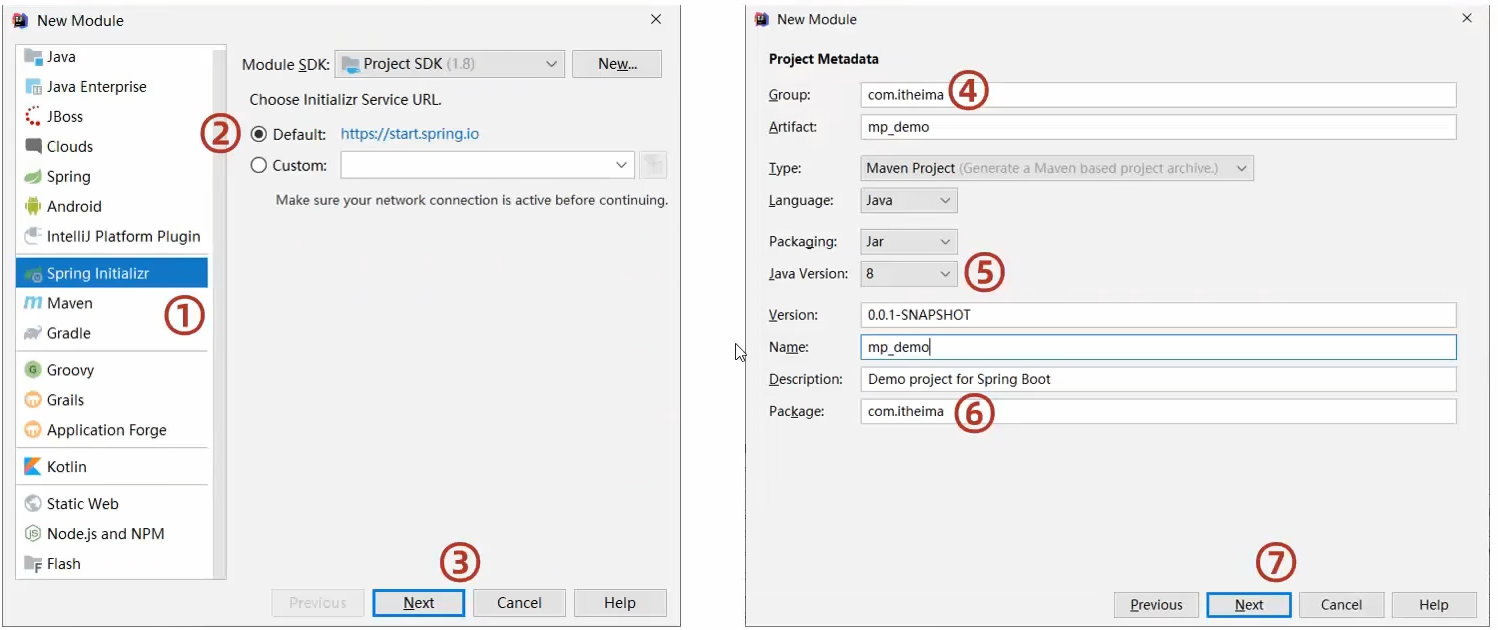 New Module
Java
Java Enterprise
JBoss
Clouds
Spring
Android
IntelliJ Platform Plugin
Spring Initializr
①
Maven
Gradle
Groovy
Grails
Application Forge
Kotlin
Static Web
Node.js and NPM
Flash
Module SDK: Project SDK (1.8) New...
Choose Initializr Service URL.
② Default: https://start.spring.io
Custom:
Make sure your network connection is active before continuing.
③
Previous Next Cancel Help
New Module
Project Metadata
Group: com.itheima ④
Artifact: mp_demo
Type: Maven Project (Generate a Maven based project archive.)
Language: Java
Packaging: Jar
Java Version: 8 ⑤
Version: 0.0.1-SNAPSHOT
Name: mp_demo
Description: Demo project for Spring Boot
Package: com.itheima ⑥
⑦
Previous Next Cancel Help